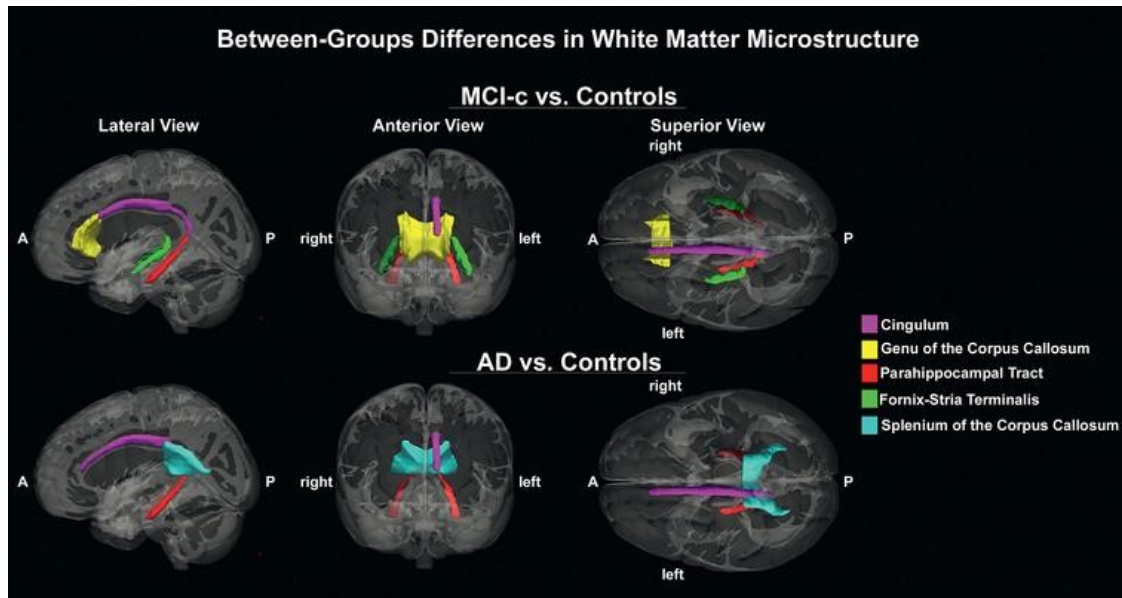 Between-Groups Differences in White Matter Microstructure
MCI-c vs. Controls
Lateral View
Anterior View
Superior View
right
A
P
right
left
A
P
left
Cingulum
Genu of the Corpus Callosum
Parahippocampal Tract
Fornix-Stria Terminalis
Splenium of the Corpus Callosum
AD vs. Controls
right
A
P
right
left
A
P
left